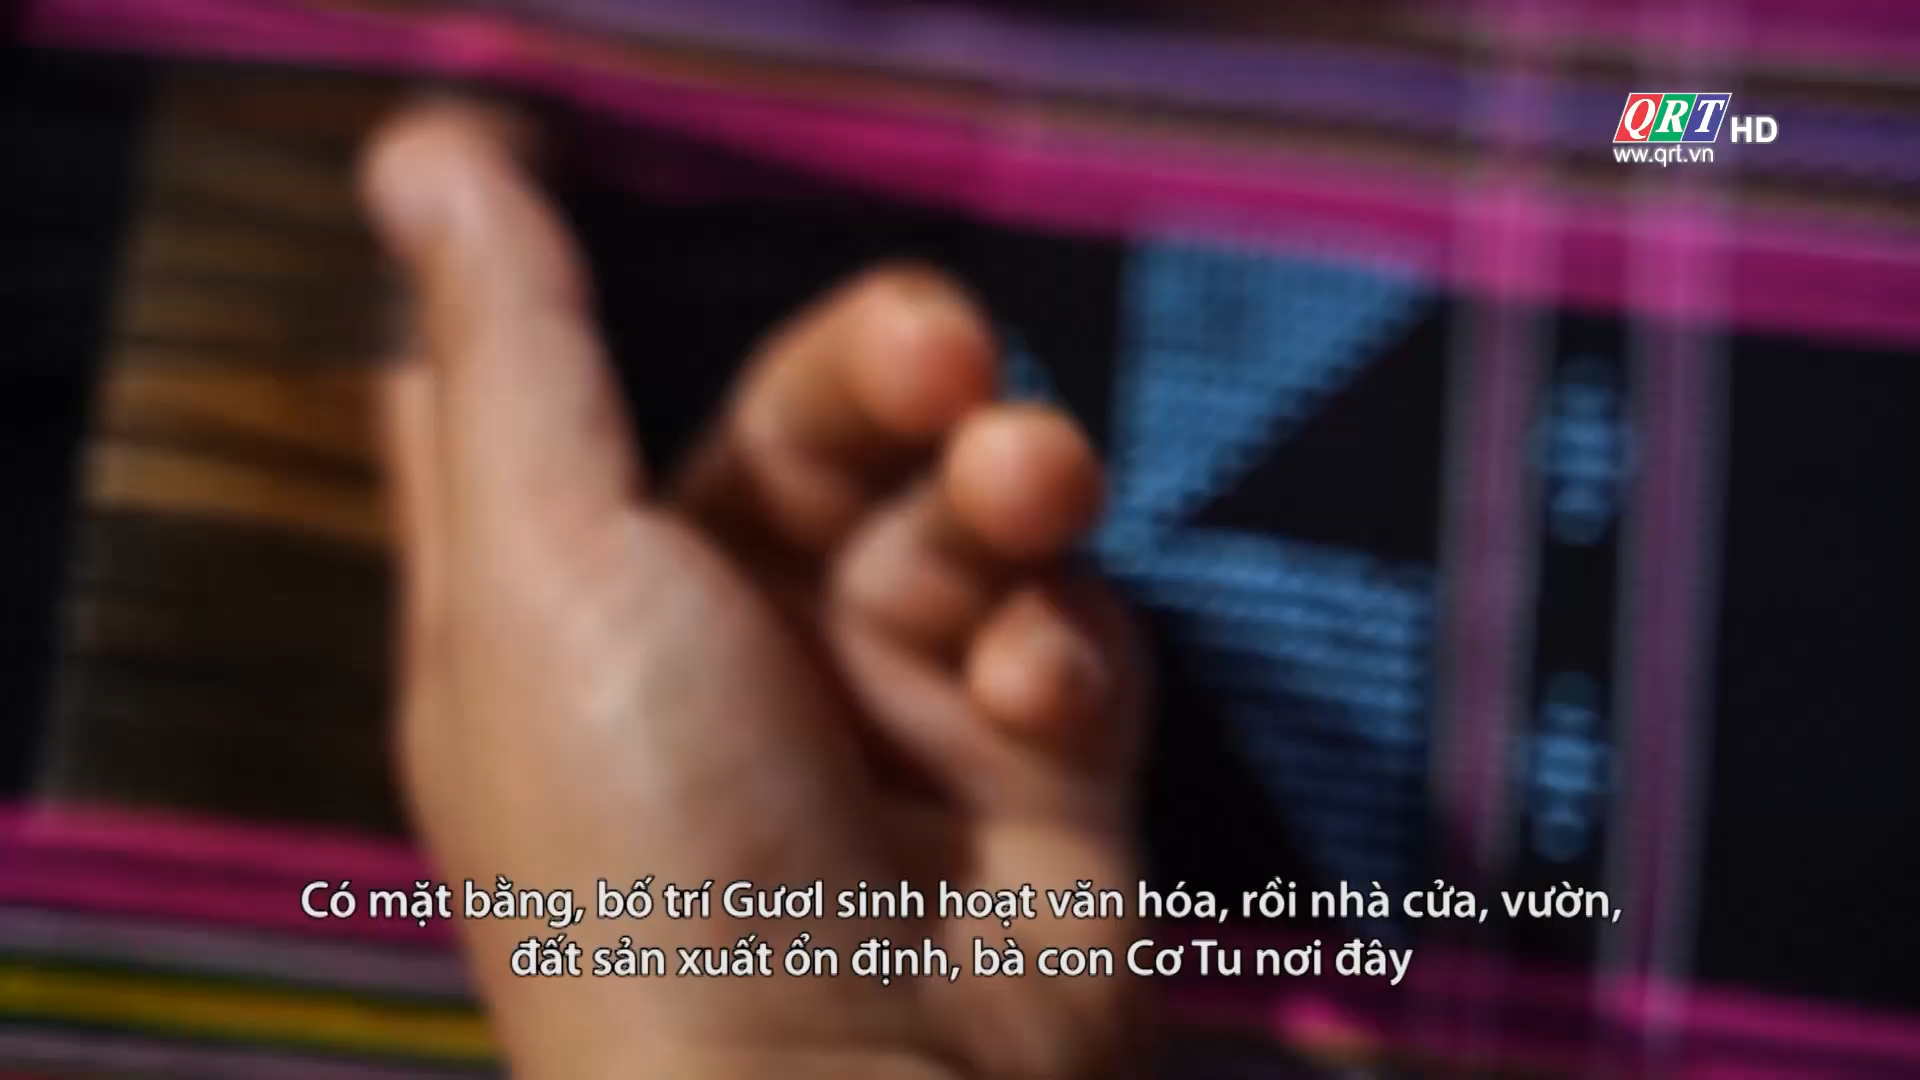 QRT HD
ww.qrt.vn
Có mặt bằng, bố trí Gươl sinh hoạt văn hóa, rồi nhà cửa, vườn,
đất sản xuất ổn định, bà con Cơ Tu nơi đây